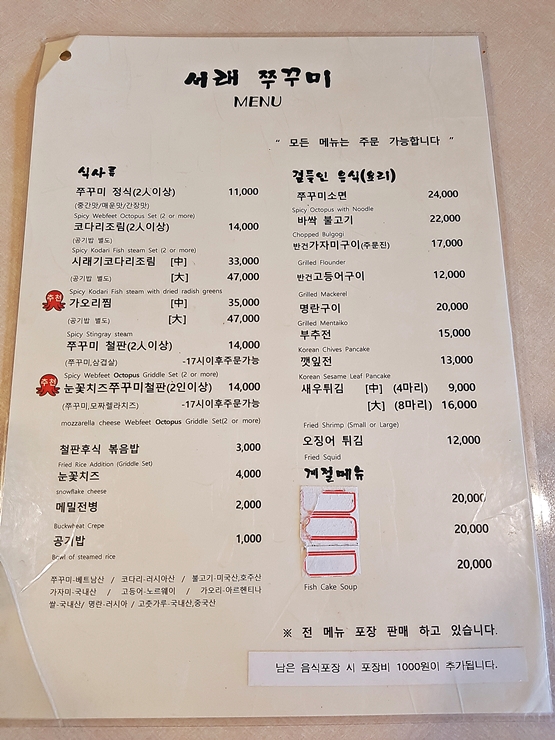 서래 쭈꾸미
MENU
" 모든 메뉴는 주문 가능합니다 "
식사류
쭈꾸미 정식(2人이상) 11,000
(중간맛/매운맛/간장맛)
Spicy Webfeet Octopus Set (2 or more)
코다리조림(2人이상) 14,000
(공기밥 별도)
Spicy Kodari Fish steam Set (2 or more)
시래기코다리조림 [中] 33,000
(공기밥 별도) [大] 47,000
Spicy Kodari Fish steam with dried radish greens
추천 가오리찜 [中] 35,000
(공기밥 별도) [大] 47,000
Spicy Stingray steam
쭈꾸미 철판(2人이상) 14,000
(쭈꾸미,삼겹살) -17시이후주문가능
Spicy Webfeet Octopus Griddle Set (2 or more)
추천 눈꽃치즈쭈꾸미철판(2인이상) 14,000
(쭈꾸미,모짜렐라치즈) -17시이후주문가능
mozzarella cheese Webfeet Octopus Griddle Set(2 or more)
철판후식 볶음밥 3,000
Fried Rice Addition (Griddle Set)
눈꽃치즈 4,000
snowflake cheese
메밀전병 2,000
Buckwheat Crepe
공기밥 1,000
Bowl of steamed rice
쭈꾸미-베트남산 / 코다리-러시아산 / 불고기-미국산,호주산
가자미-국내산 / 고등어-노르웨이 / 가오리-아르헨티나
쌀-국내산/ 명란-러시아 / 고춧가루-국내산,중국산
곁들인 음식(요리)
쭈꾸미소면 24,000
Spicy Octopus with Noodle
바싹 불고기 22,000
Chopped Bulgogi
반건가자미구이(주문진) 17,000
Grilled Flounder
반건고등어구이 12,000
Grilled Mackerel
명란구이 20,000
Grilled Mentaiko
부추전 15,000
Korean Chives Pancake
깻잎전 13,000
Korean Sesame Leaf Pancake
새우튀김 [中] (4마리) 9,000
[大] (8마리) 16,000
Fried Shrimp (Small or Large)
오징어 튀김 12,000
Fried Squid
계절메뉴
20,000
20,000
20,000
Fish Cake Soup
※ 전 메뉴 포장 판매 하고 있습니다.
남은 음식포장 시 포장비 1000원이 추가됩니다.